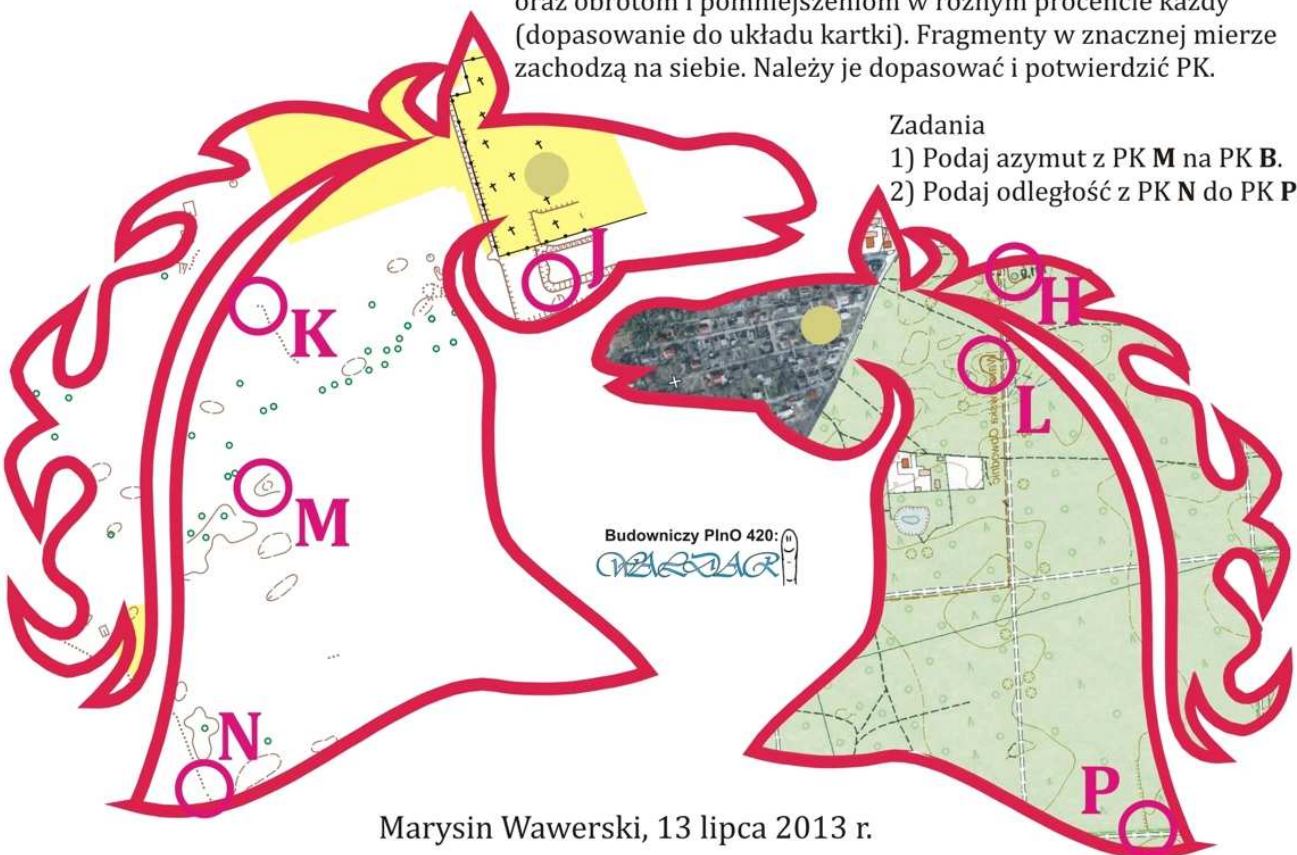 oraz obrotom i pomniejszeniom w różnym procencie każdy
(dopasowanie do układu kartki). Fragmenty w znacznej mierze
zachodzą na siebie. Należy je dopasować i potwierdzić PK.
Zadania
1) Podaj azymut z PK M na PK B.
2) Podaj odległość z PK N do PK P
J
K
H
L
M
Budowniczy PInO 420:
WALDAR
N
P
Marysin Wawerski, 13 lipca 2013 r.